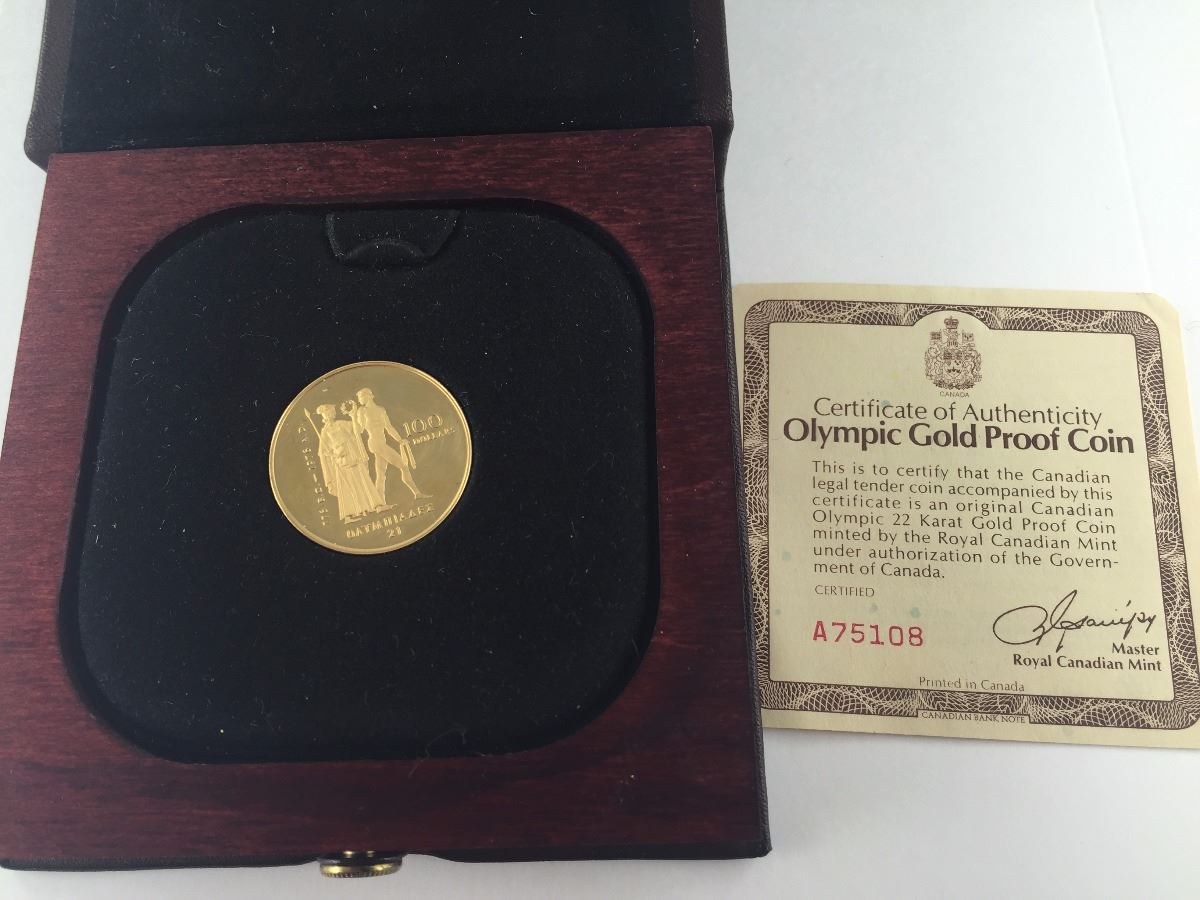 100
DOLLARS
CANADA
CERTIFICATE
Certificate of Authenticity
Olympic Gold Proof Coin
This is to certify that the Canadian
legal tender coin accompanied by this
certificate is an original Canadian
Olympic 22 Karat Gold Proof Coin
minted by the Royal Canadian Mint
under authorization of the Govern-
ment of Canada.
CERTIFIED
A75108
Master
Royal Canadian Mint
Printed in Canada
CANADIAN BANK NOTE